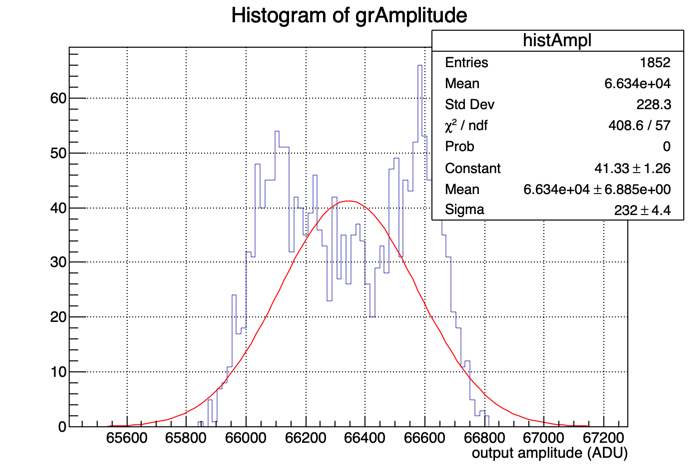 Histogram of grAmplitude
histAmpl
Entries 1852
Mean 6.634e+04
Std Dev 228.3
χ² / ndf 408.6 / 57
Prob 0
Constant 41.33 ± 1.26
Mean 6.634e+04 ± 6.885e+00
Sigma 232 ± 4.4
60
50
40
30
20
10
0
65600 65800 66000 66200 66400 66600 66800 67000 67200
output amplitude (ADU)